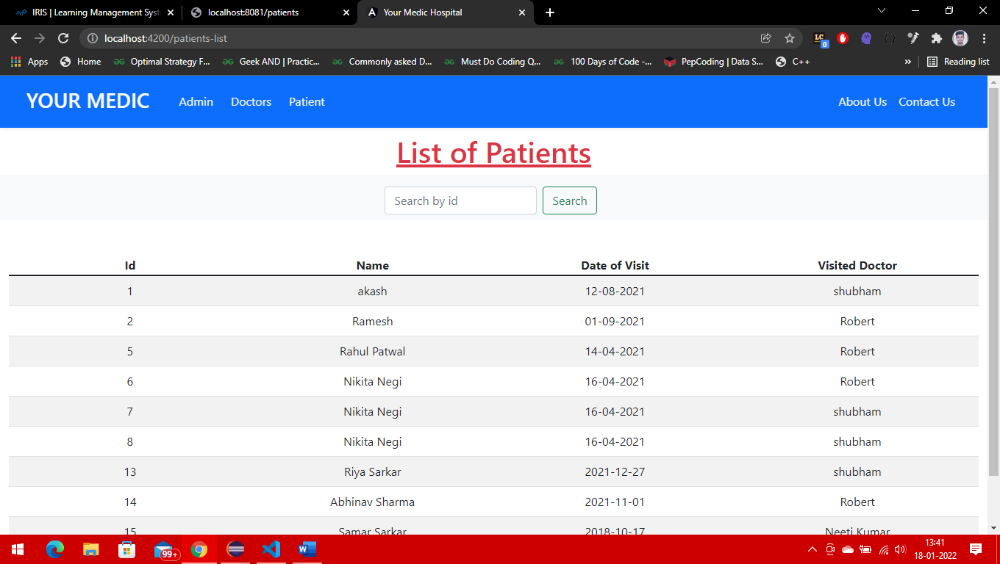 IRIS | Learning Management Syst
localhost:8081/patients
Your Medic Hospital
localhost:4200/patients-list
LC
0
Apps
Home
Optimal Strategy F...
Geek AND | Practic...
Commonly asked D...
Must Do Coding Q...
100 Days of Code -...
PepCoding | Data S...
C++
»
Reading list
YOUR MEDIC
Admin
Doctors
Patient
About Us
Contact Us
List of Patients
Search by id
Search
Id Name Date of Visit Visited Doctor
1 akash 12-08-2021 shubham
2 Ramesh 01-09-2021 Robert
5 Rahul Patwal 14-04-2021 Robert
6 Nikita Negi 16-04-2021 Robert
7 Nikita Negi 16-04-2021 shubham
8 Nikita Negi 16-04-2021 shubham
13 Riya Sarkar 2021-12-27 shubham
14 Abhinav Sharma 2021-11-01 Robert
15 Samar Sarkar 2018-10-17 Neeti Kumar
99+
W
13:41
18-01-2022